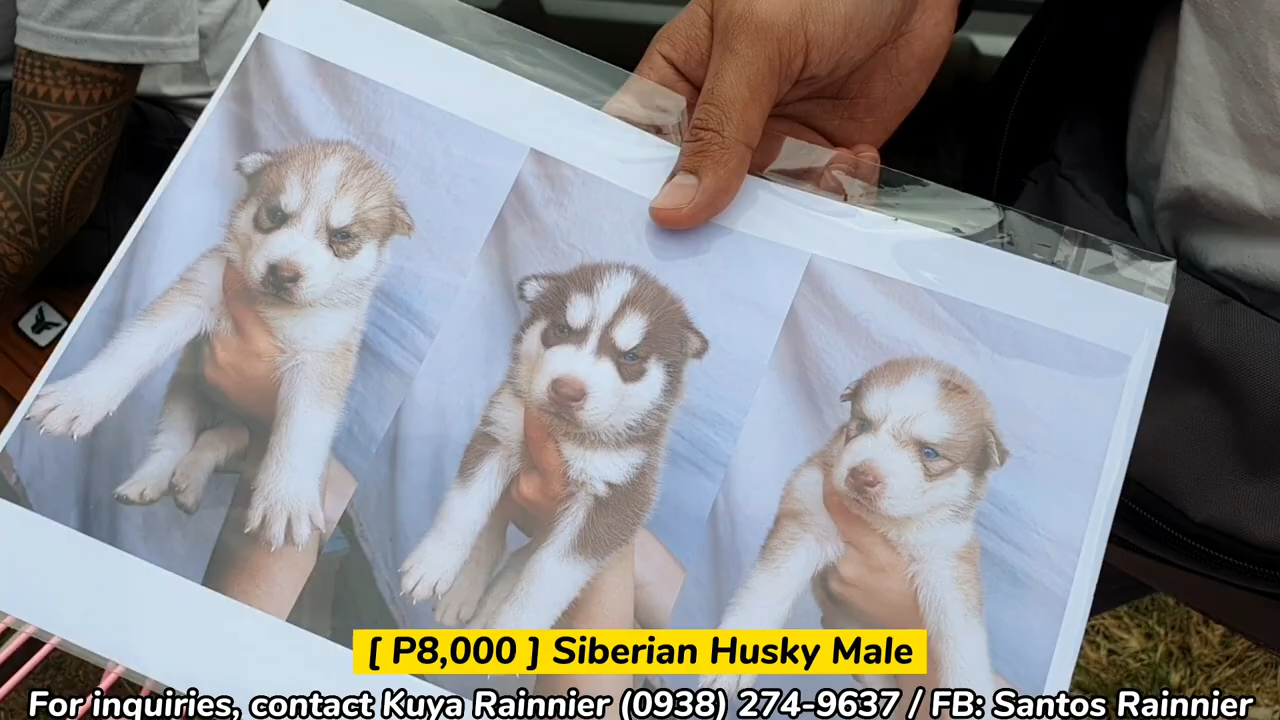 [ P8,000 ] Siberian Husky Male
For inquiries, contact Kuya Rainnier (0938) 274-9637 / FB: Santos Rainnier